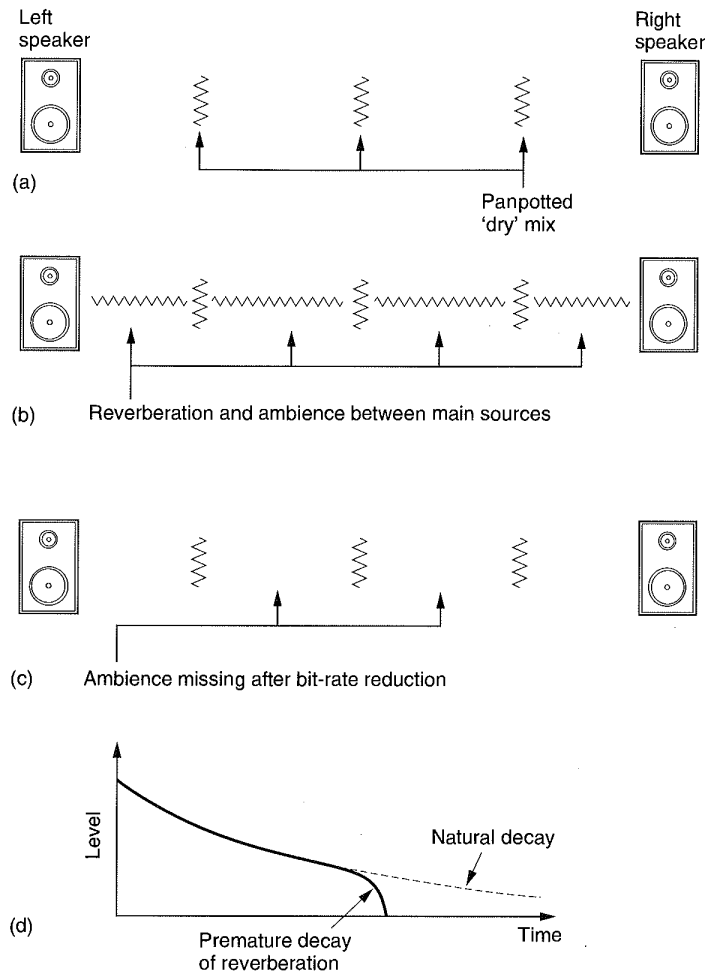 Left
speaker
Right
speaker
(a)
Panpotted
‘dry’ mix
(b)
Reverberation and ambience between main sources
(c)
Ambience missing after bit-rate reduction
Level
Natural decay
(d)
Premature decay
of reverberation
Time